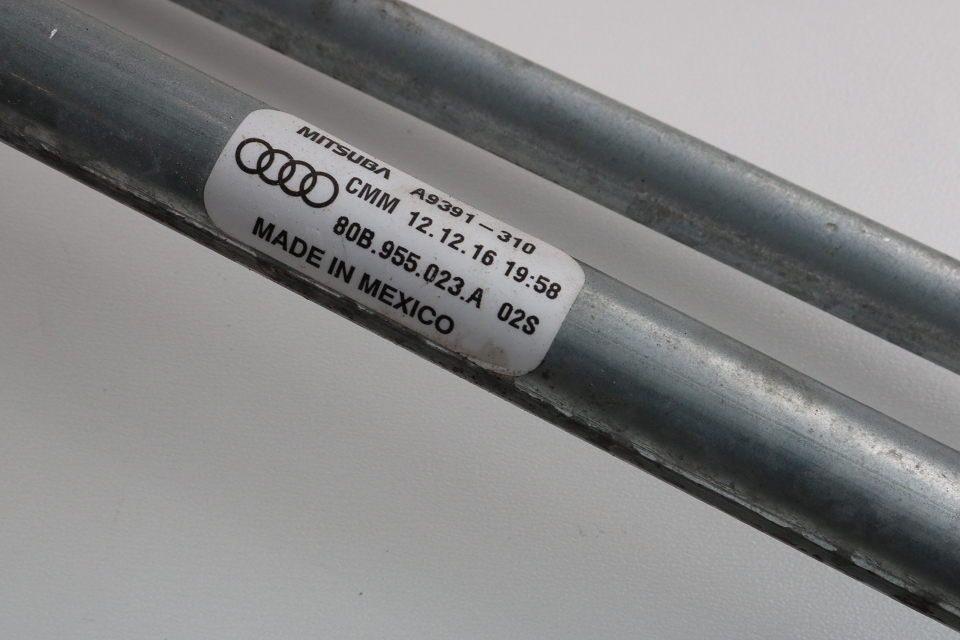 MITSUBA A9391-310
CMM 12.12.16 19:58
80B.955.023.A 02S
MADE IN MEXICO